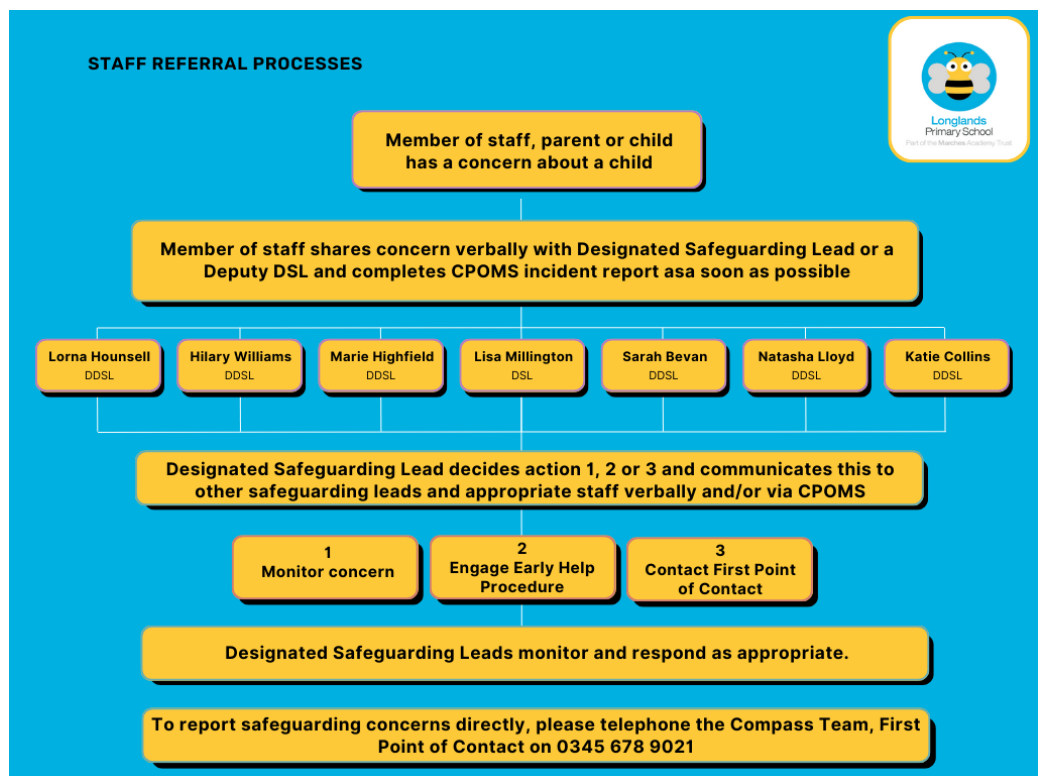 STAFF REFERRAL PROCESSES
Longlands
Primary School
Part of the Marches Academy Trust
Member of staff, parent or child
has a concern about a child
Member of staff shares concern verbally with Designated Safeguarding Lead or a
Deputy DSL and completes CPOMS incident report asa soon as possible
Lorna Hounsell
DDSL
Hilary Williams
DDSL
Marie Highfield
DDSL
Lisa Millington
DSL
Sarah Bevan
DDSL
Natasha Lloyd
DDSL
Katie Collins
DDSL
Designated Safeguarding Lead decides action 1, 2 or 3 and communicates this to
other safeguarding leads and appropriate staff verbally and/or via CPOMS
1
Monitor concern
2
Engage Early Help
Procedure
3
Contact First Point
of Contact
Designated Safeguarding Leads monitor and respond as appropriate.
To report safeguarding concerns directly, please telephone the Compass Team, First
Point of Contact on 0345 678 9021